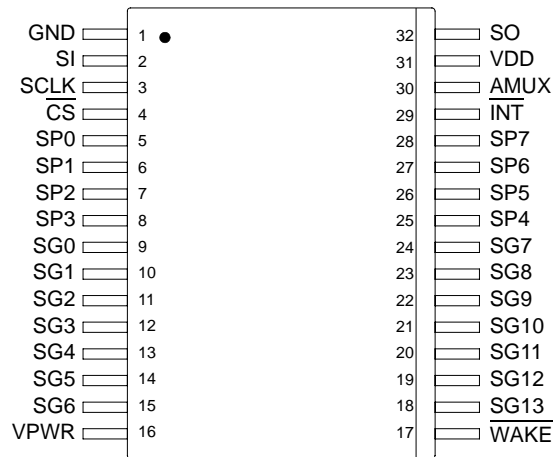 GND 1 32 SO
SI 2 31 VDD
SCLK 3 30 AMUX
CS 4 29 INT
SP0 5 28 SP7
SP1 6 27 SP6
SP2 7 26 SP5
SP3 8 25 SP4
SG0 9 24 SG7
SG1 10 23 SG8
SG2 11 22 SG9
SG3 12 21 SG10
SG4 13 20 SG11
SG5 14 19 SG12
SG6 15 18 SG13
VPWR 16 17 WAKE